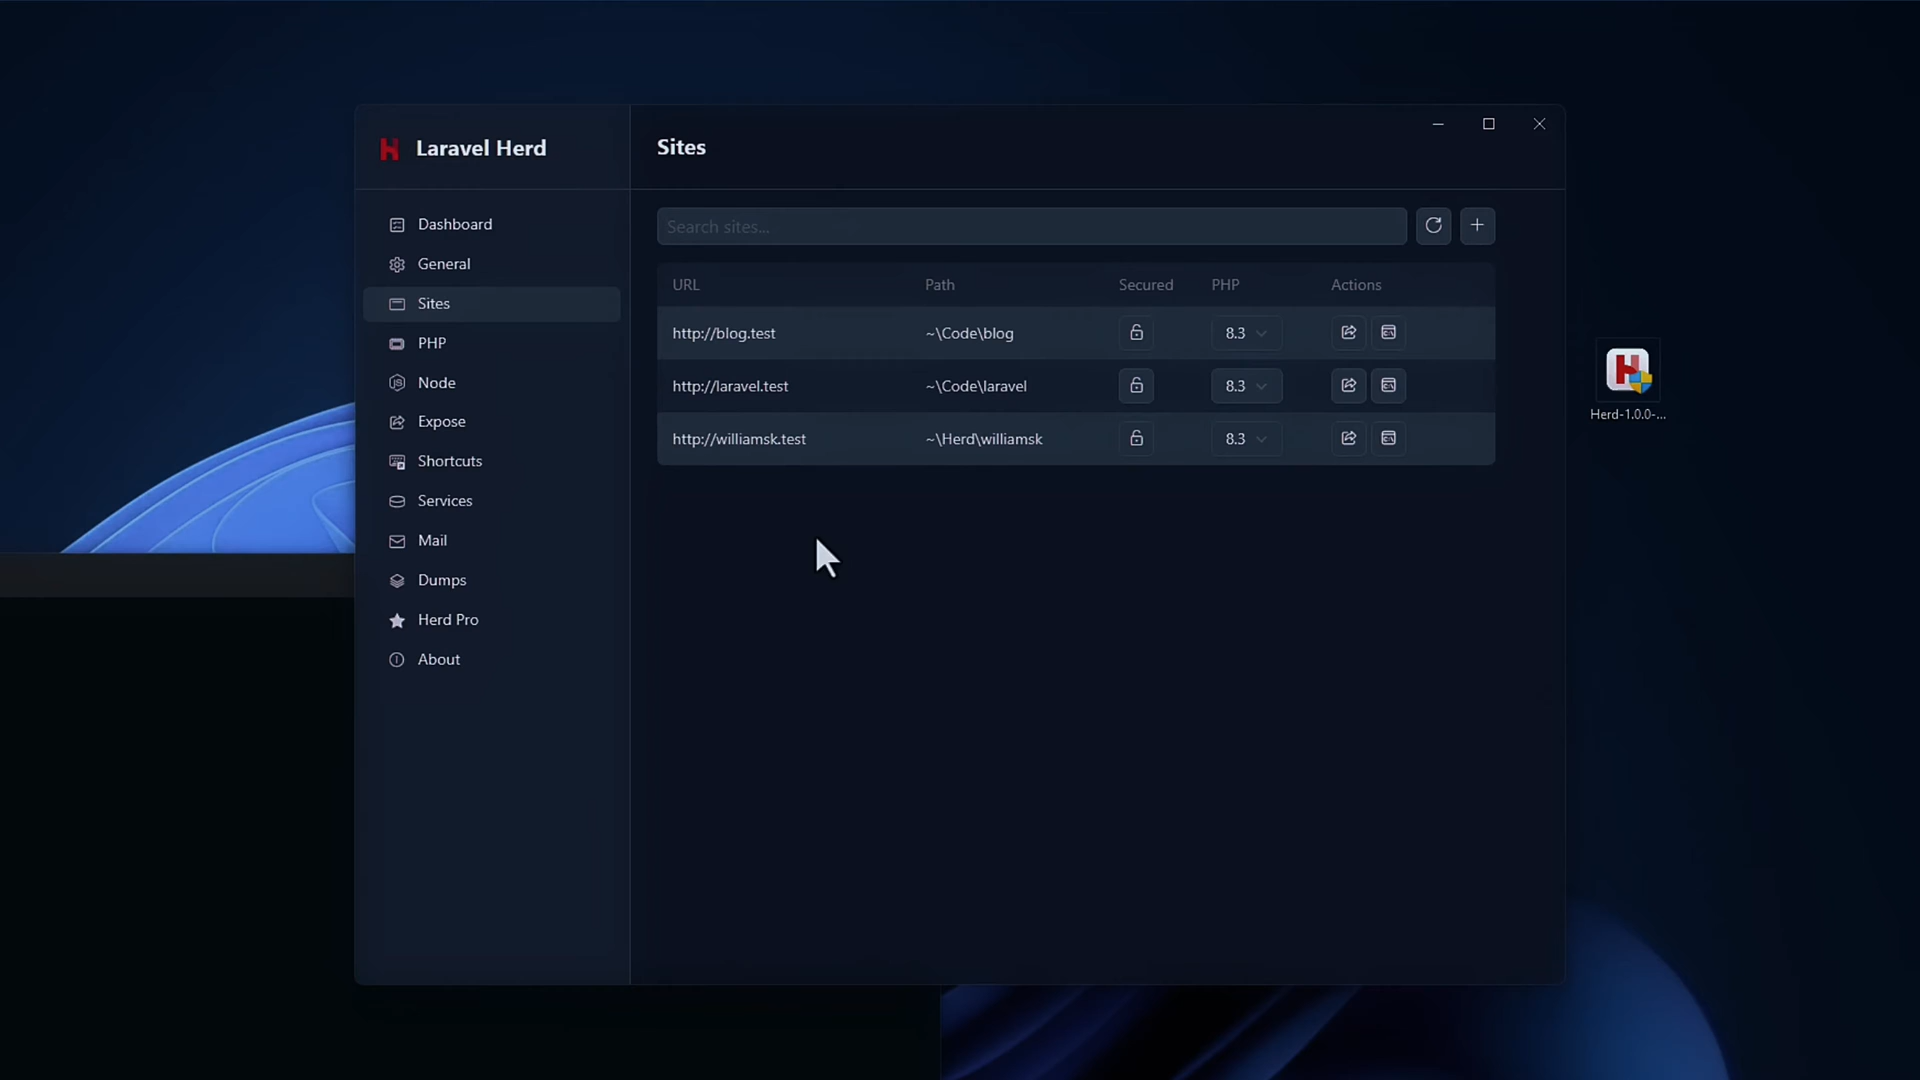 Laravel Herd
Sites
Dashboard
General
Sites
PHP
Node
Expose
Shortcuts
Services
Mail
Dumps
Herd Pro
About
Search sites...
URL Path Secured PHP Actions
http://blog.test ~\Code\blog 8.3
http://laravel.test ~\Code\laravel 8.3
http://williamsk.test ~\Herd\williamsk 8.3
Herd-1.0.0-...